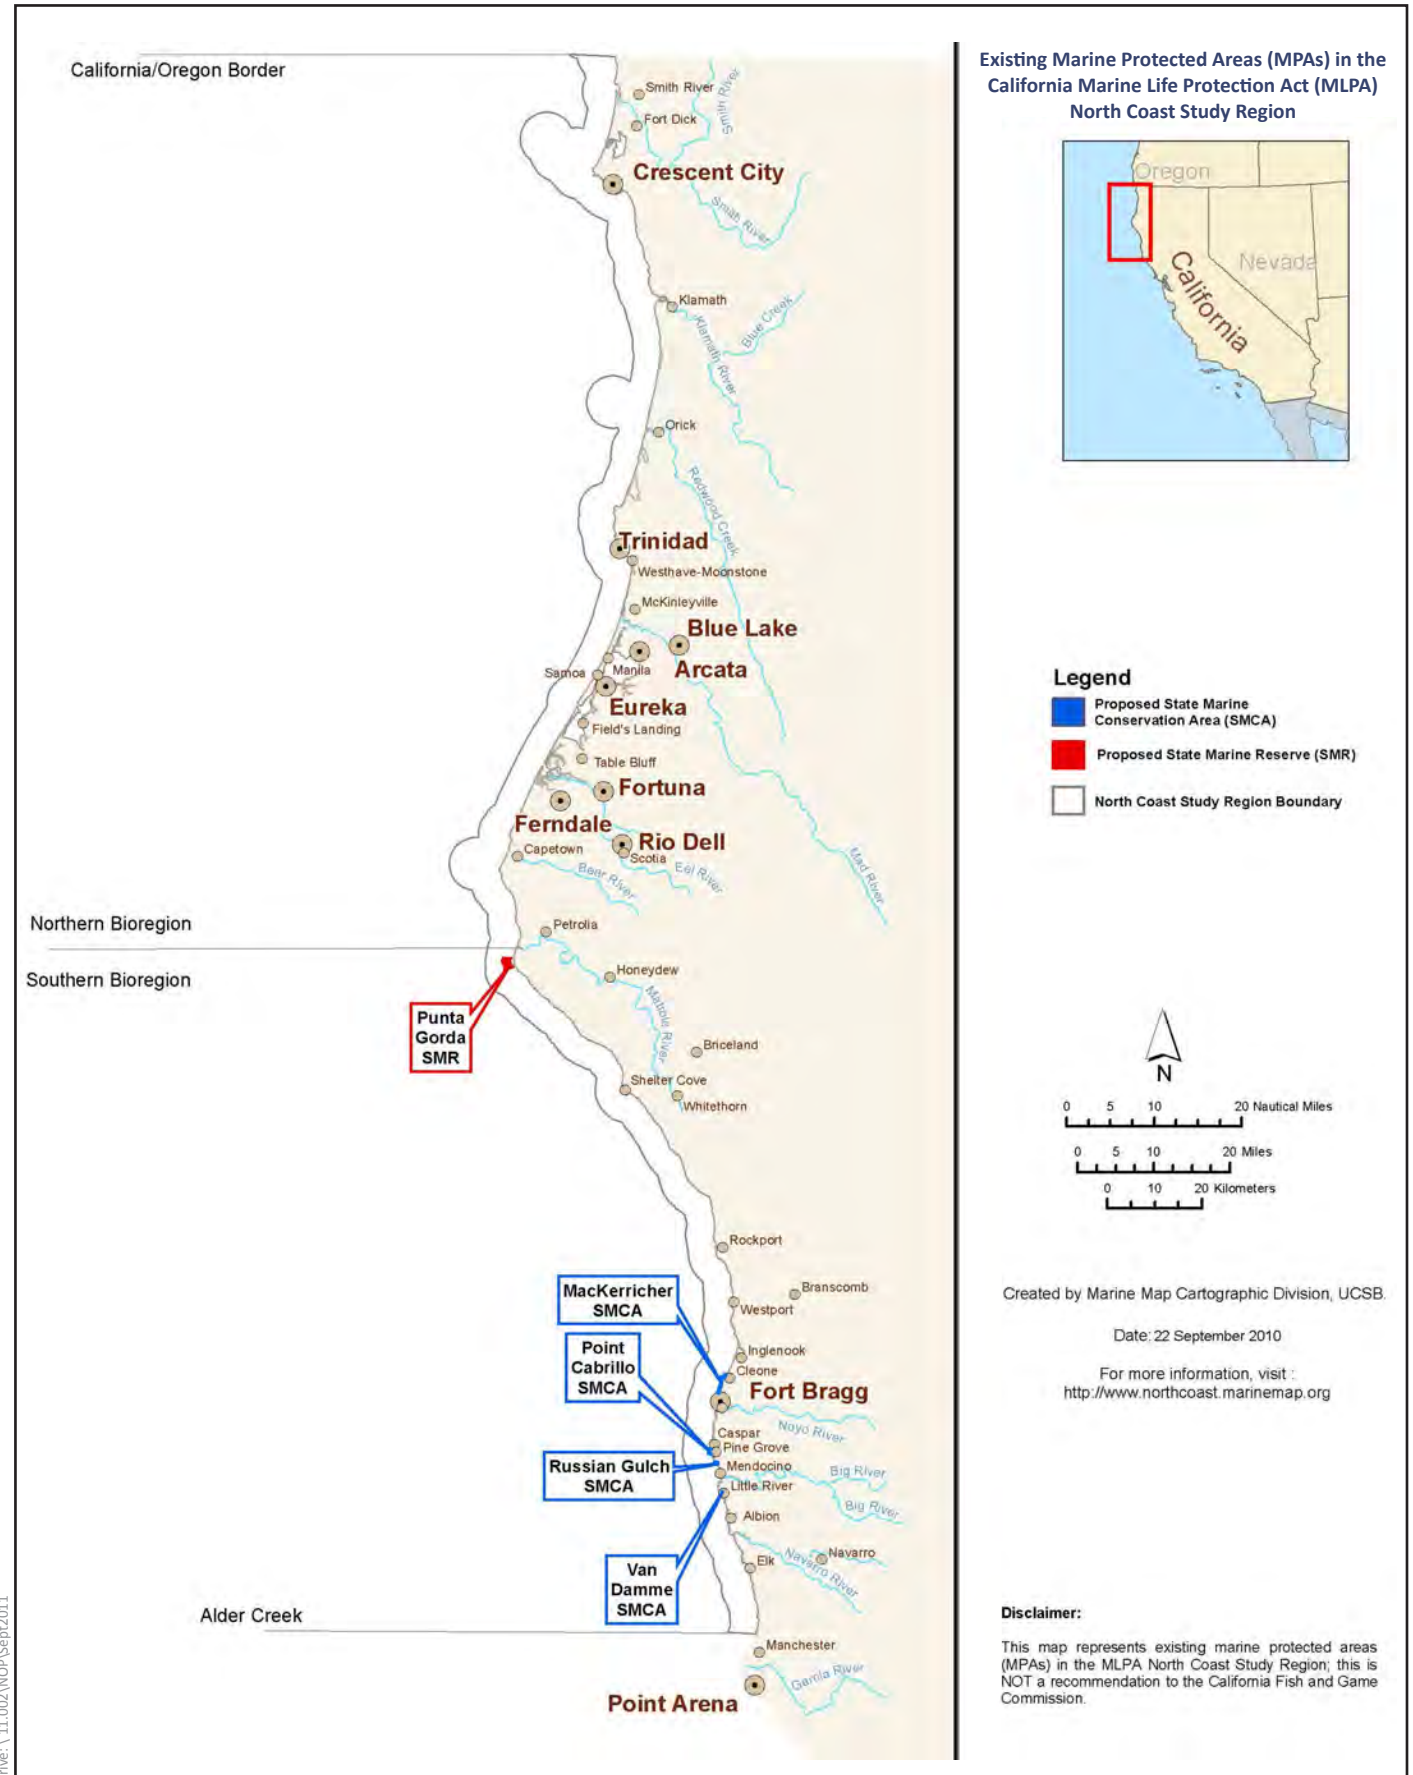 Existing Marine Protected Areas (MPAs) in the
California Marine Life Protection Act (MLPA)
North Coast Study Region
California/Oregon Border
Smith River
Smith River
Fort Dick
Crescent City
Smith River
Klamath
Blue Creek
Klamath River
Orick
Redwood Creek
Trinidad
Westhave-Moonstone
McKinleyville
Blue Lake
Arcata
Manila
Samoa
Eureka
Field's Landing
Table Bluff
Fortuna
Ferndale
Rio Dell
Scotia
Capetown
Bear River
Eel River
Mad River
Northern Bioregion
Petrolia
Southern Bioregion
Honeydew
Punta
Gorda
SMR
Mattole River
Briceland
Shelter Cove
Whitethorn
Rockport
MacKerricher
SMCA
Branscomb
Westport
Point
Cabrillo
SMCA
Inglenook
Cleone
Fort Bragg
Noyo River
Caspar
Pine Grove
Russian Gulch
SMCA
Mendocino
Big River
Little River
Big River
Albion
Van
Damme
SMCA
Elk
Navarro
Navarro River
Alder Creek
Manchester
Garcia River
Point Arena
Oregon
Nevada
California
Legend
Proposed State Marine
Conservation Area (SMCA)
Proposed State Marine Reserve (SMR)
North Coast Study Region Boundary
N
0 5 10 20 Nautical Miles
0 5 10 20 Miles
0 10 20 Kilometers
Created by Marine Map Cartographic Division, UCSB.
Date: 22 September 2010
For more information, visit :
http://www.northcoast.marinemap.org
Disclaimer:
This map represents existing marine protected areas
(MPAs) in the MLPA North Coast Study Region; this is
NOT a recommendation to the California Fish and Game
Commission.
rive: \ 11.002\NOP\Sept2011